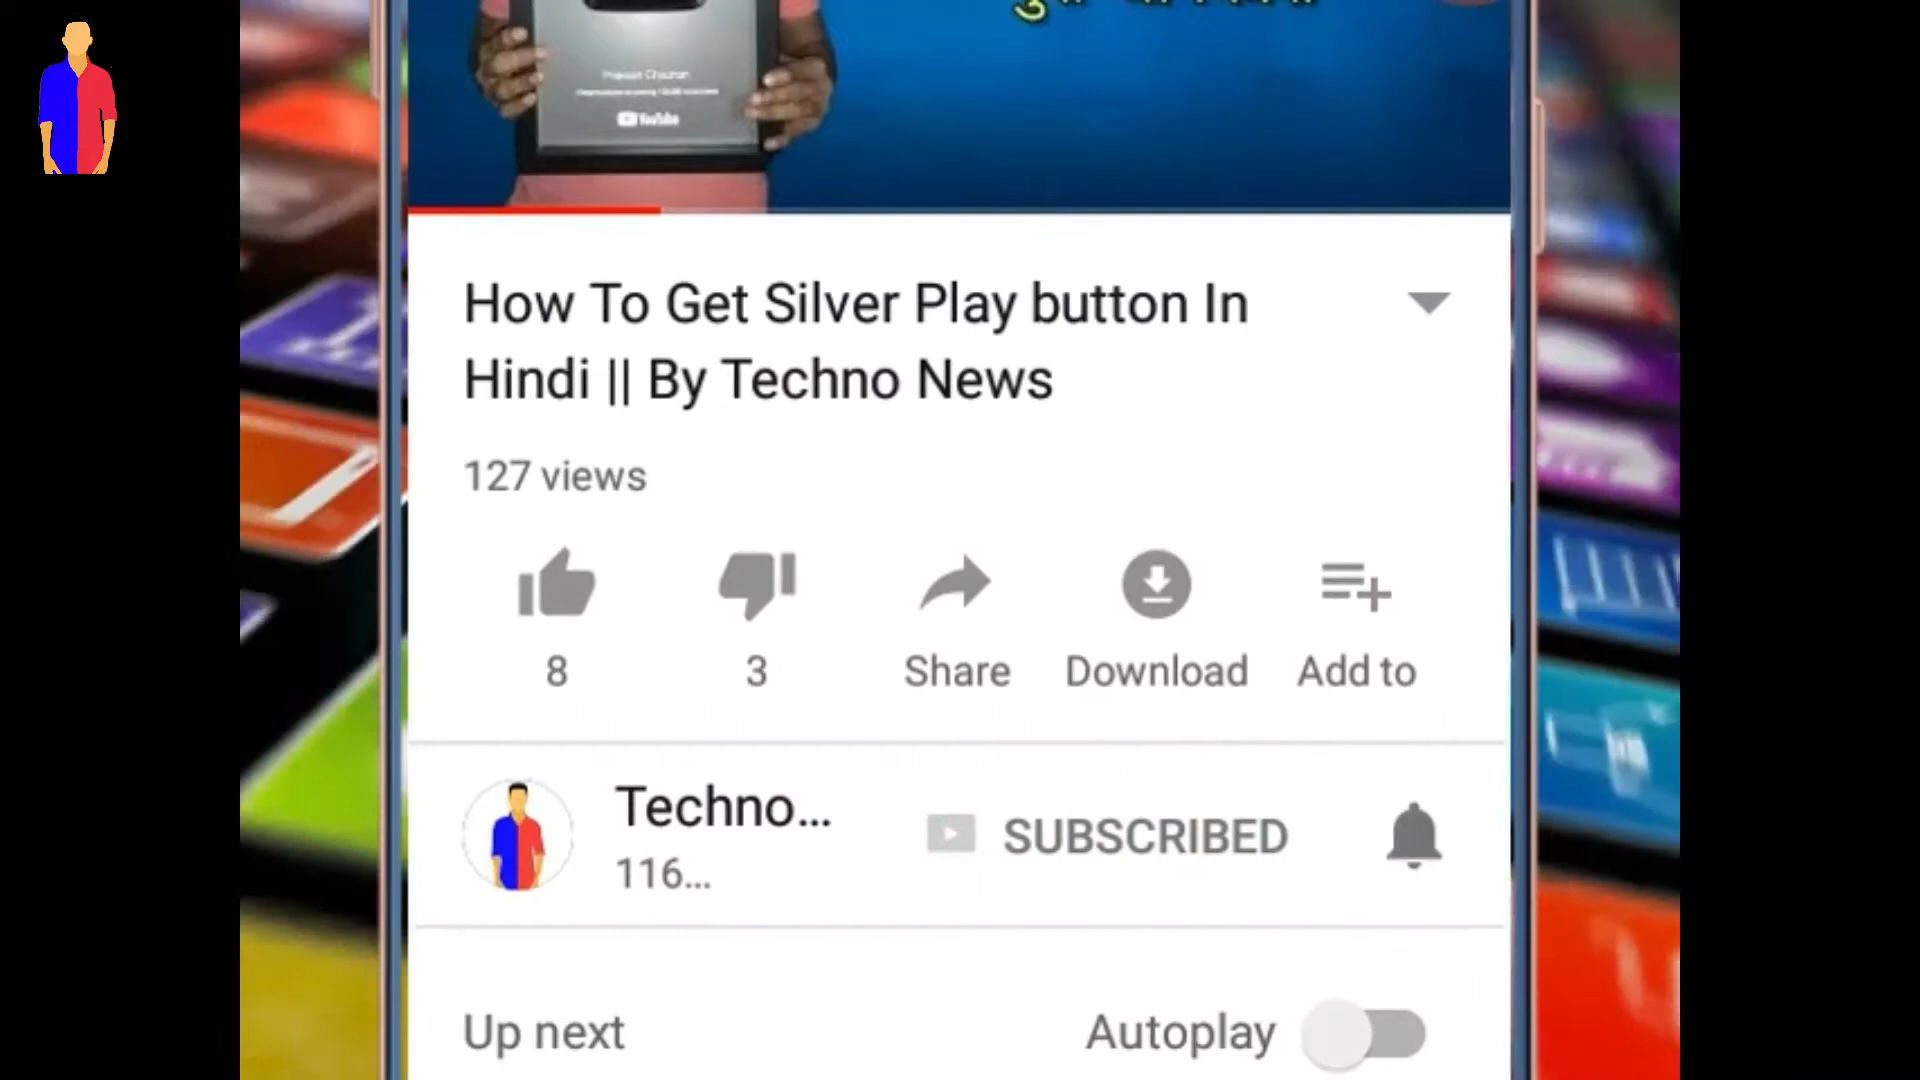 YouTube
How To Get Silver Play button In
Hindi || By Techno News
127 views
8
3
Share
Download
Add to
Techno...
SUBSCRIBED
116...
Up next
Autoplay